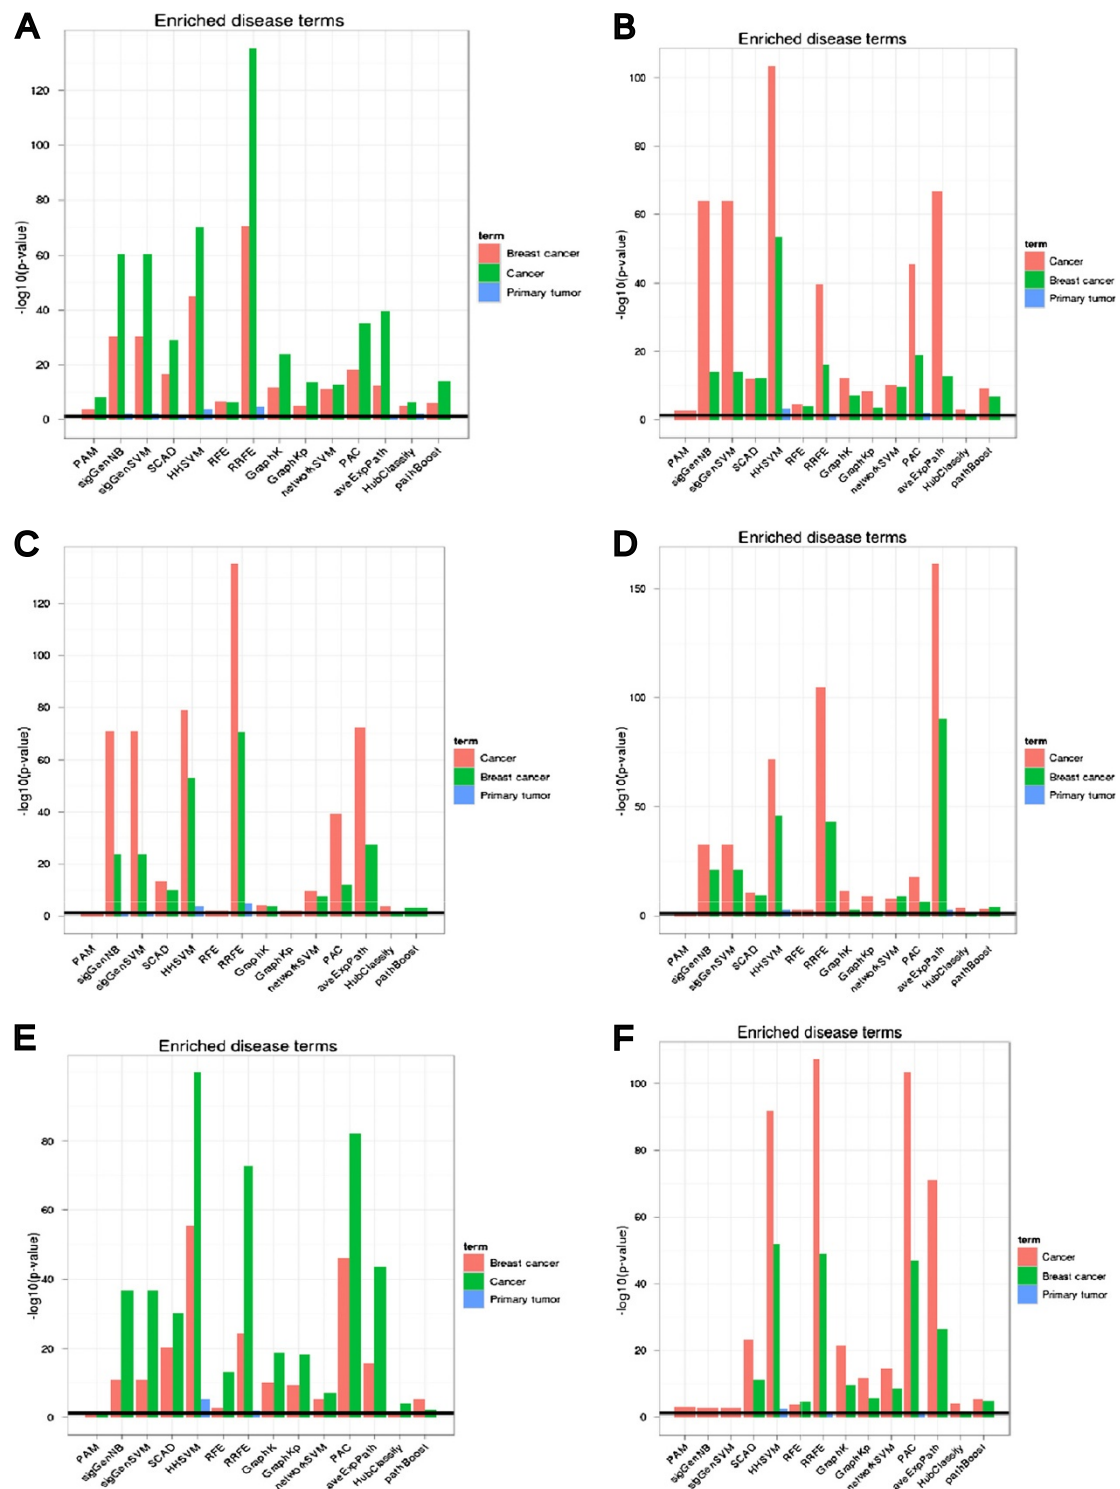 A
Enriched disease terms
-log10(p-value)
120
100
80
60
40
20
0
PAM
sigGenNB
sigGenSVM
SCAD
HHSVM
RFE
RRFE
GraphK
GraphKp
networkSVM
PAC
aveExpPath
HubClassify
pathBoost
term
Breast cancer
Cancer
Primary tumor
B
Enriched disease terms
-log10(p-value)
100
80
60
40
20
0
PAM
sigGenNB
sigGenSVM
SCAD
HHSVM
RFE
RRFE
GraphK
GraphKp
networkSVM
PAC
aveExpPath
HubClassify
pathBoost
term
Cancer
Breast cancer
Primary tumor
C
-log10(p-value)
120
100
80
60
40
20
0
PAM
sigGenNB
sigGenSVM
SCAD
HHSVM
RFE
RRFE
GraphK
GraphKp
networkSVM
PAC
aveExpPath
HubClassify
pathBoost
term
Cancer
Breast cancer
Primary tumor
D
Enriched disease terms
-log10(p-value)
150
100
50
0
PAM
sigGenNB
sigGenSVM
SCAD
HHSVM
RFE
RRFE
GraphK
GraphKp
networkSVM
PAC
aveExpPath
HubClassify
pathBoost
term
Cancer
Breast cancer
Primary tumor
E
Enriched disease terms
-log10(p-value)
80
60
40
20
0
PAM
sigGenNB
sigGenSVM
SCAD
HHSVM
RFE
RRFE
GraphK
GraphKp
networkSVM
PAC
aveExpPath
HubClassify
pathBoost
term
Breast cancer
Cancer
Primary tumor
F
Enriched disease terms
-log10(p-value)
100
80
60
40
20
0
PAM
sigGenNB
sigGenSVM
SCAD
HHSVM
RFE
RRFE
GraphK
GraphKp
networkSVM
PAC
aveExpPath
HubClassify
pathBoost
term
Cancer
Breast cancer
Primary tumor